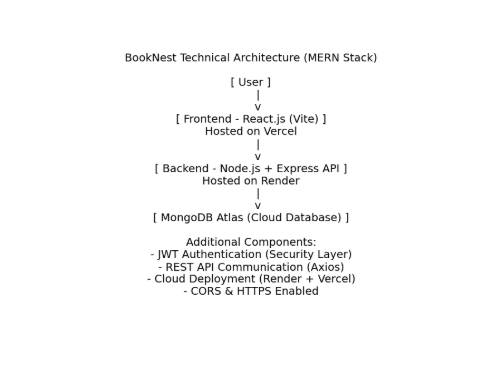 BookNest Technical Architecture (MERN Stack)
[ User ]
|
v
[ Frontend - React.js (Vite) ]
Hosted on Vercel
|
v
[ Backend - Node.js + Express API ]
Hosted on Render
|
v
[ MongoDB Atlas (Cloud Database) ]
Additional Components:
- JWT Authentication (Security Layer)
- REST API Communication (Axios)
- Cloud Deployment (Render + Vercel)
- CORS & HTTPS Enabled